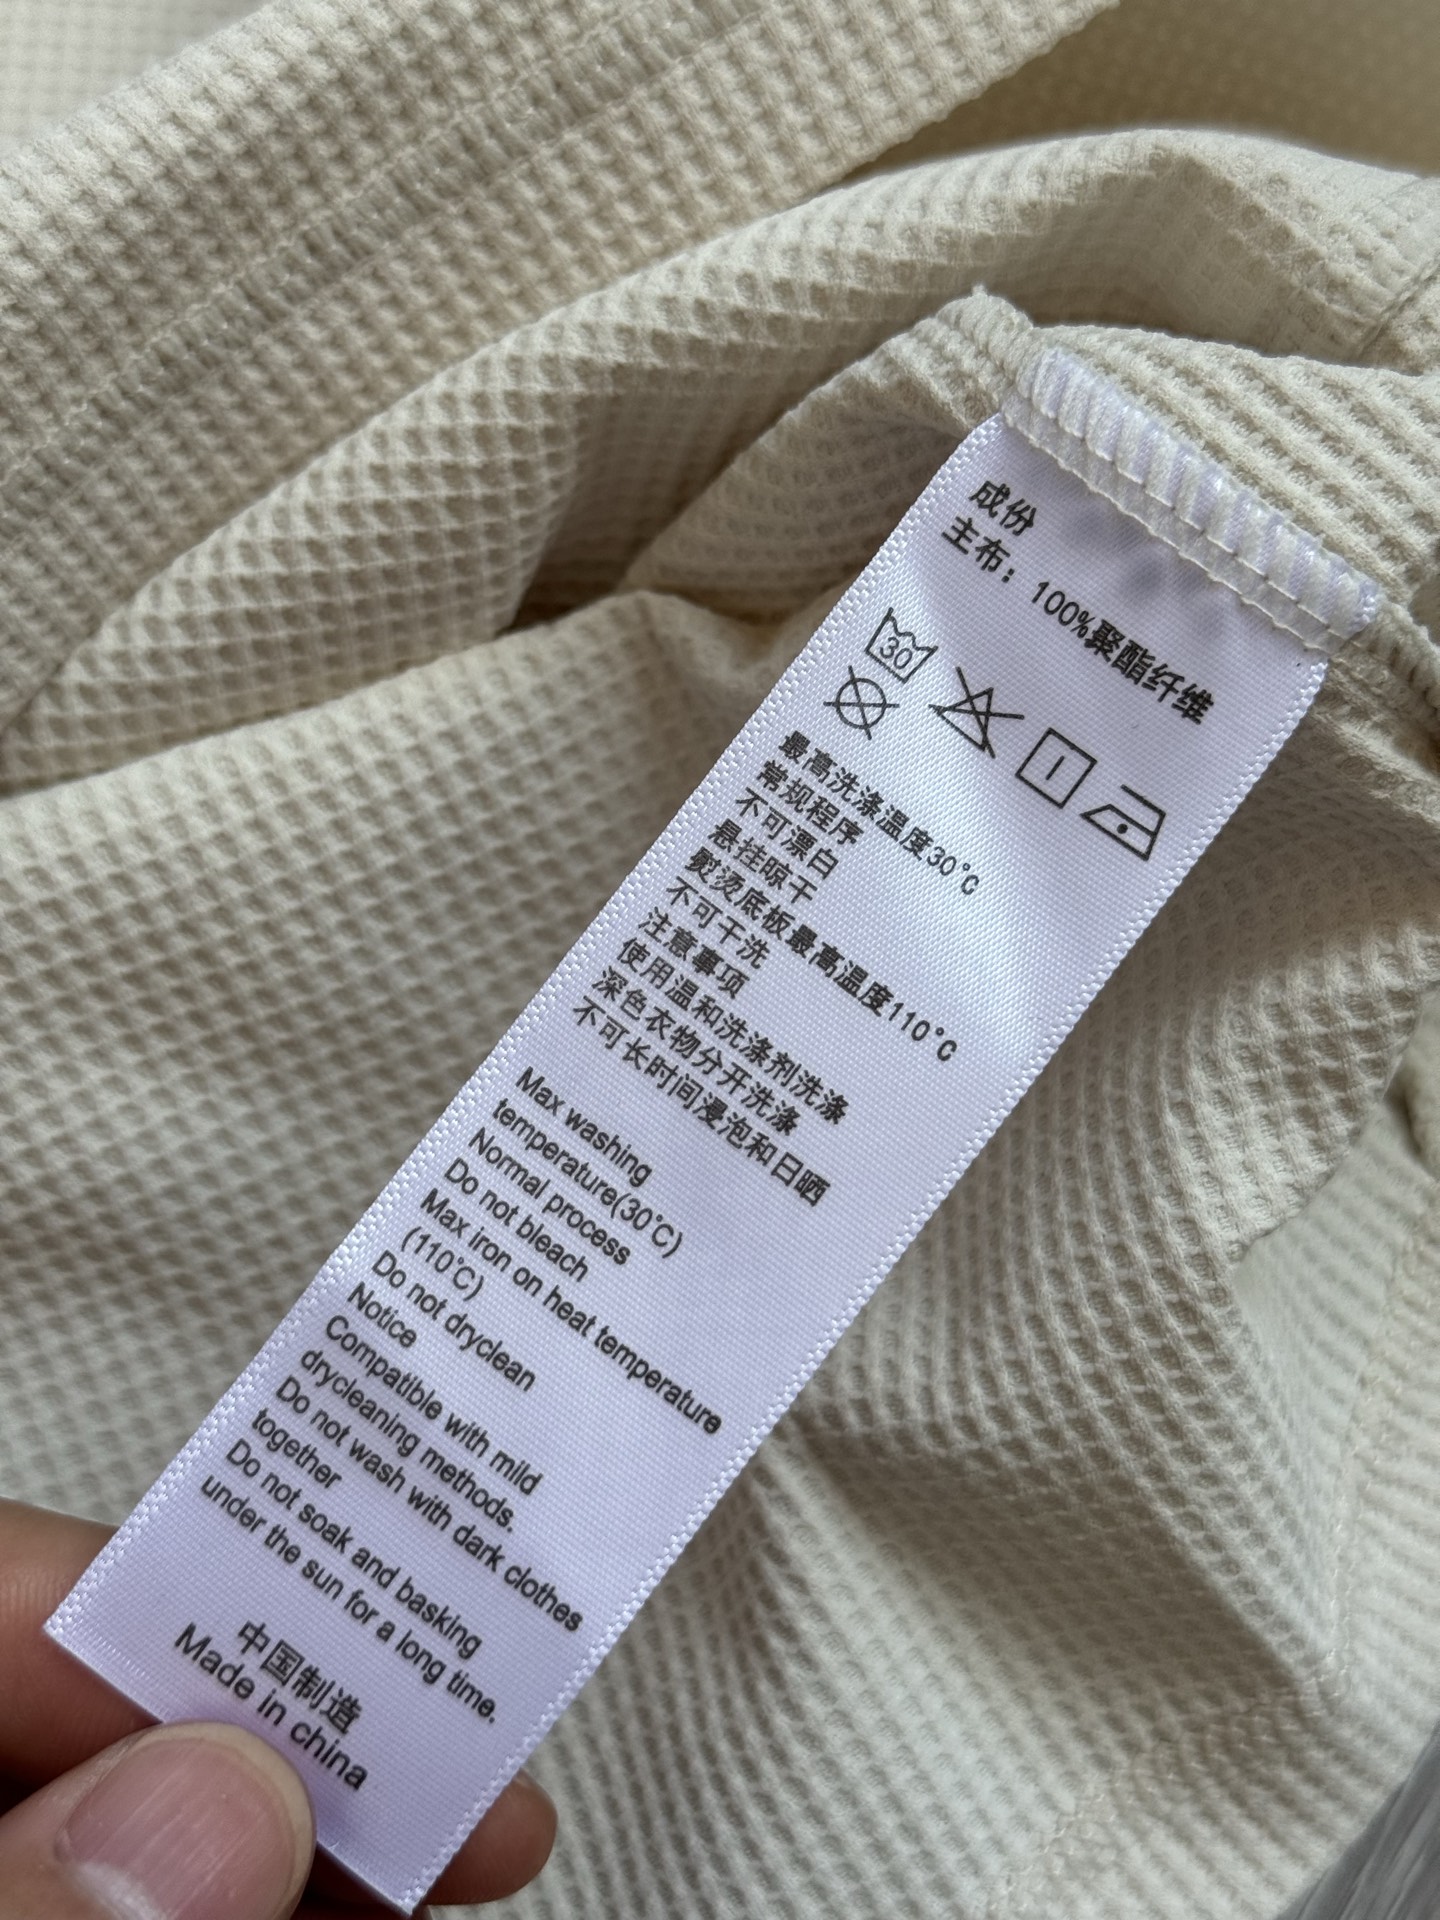 成份
主布：100%聚酯纤维
30
最高洗涤温度30℃
常规程序
不可漂白
悬挂晾干
熨烫底板最高温度110℃
不可干洗
注意事项
使用温和洗涤剂洗涤
深色衣物分开洗涤
不可长时间浸泡和日晒
Max washing
temperature(30℃)
Normal process
Do not bleach
Max iron on heat temperature
(110℃)
Do not dryclean
Notice
Compatible with mild
drycleaning methods.
Do not wash with dark clothes
together
Do not soak and basking
under the sun for a long time.
中国制造
Made in china